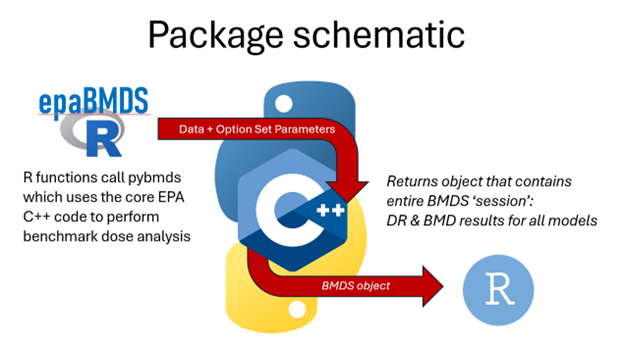 Package schematic
epaBMDS
R
Data + Option Set Parameters
R functions call pybmds
which uses the core EPA
C++ code to perform
benchmark dose analysis
C++
Returns object that contains
entire BMDS ‘session’:
DR & BMD results for all models
BMDS object
R